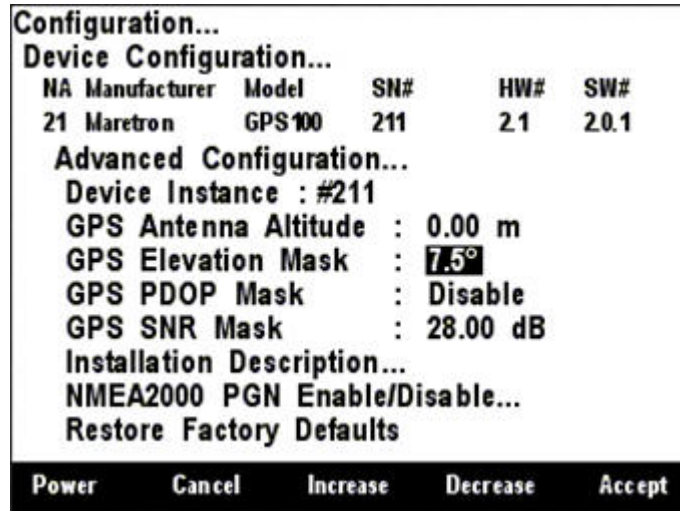 Configuration...
Device Configuration...
NA Manufacturer Model SN# HW# SW#
21 Maretron GPS100 211 2.1 2.0.1
Advanced Configuration...
Device Instance : #211
GPS Antenna Altitude : 0.00 m
GPS Elevation Mask : 7.5°
GPS PDOP Mask : Disable
GPS SNR Mask : 28.00 dB
Installation Description...
NMEA2000 PGN Enable/Disable...
Restore Factory Defaults
Power Cancel Increase Decrease Accept